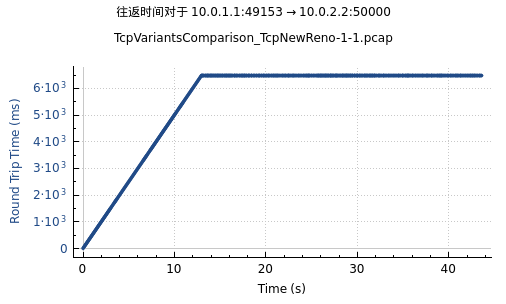 往返时间对于 10.0.1.1:49153 → 10.0.2.2:50000
TcpVariantsComparison_TcpNewReno-1-1.pcap
Round Trip Time (ms)
6·10³
5·10³
4·10³
3·10³
2·10³
1·10³
0
0 10 20 30 40
Time (s)